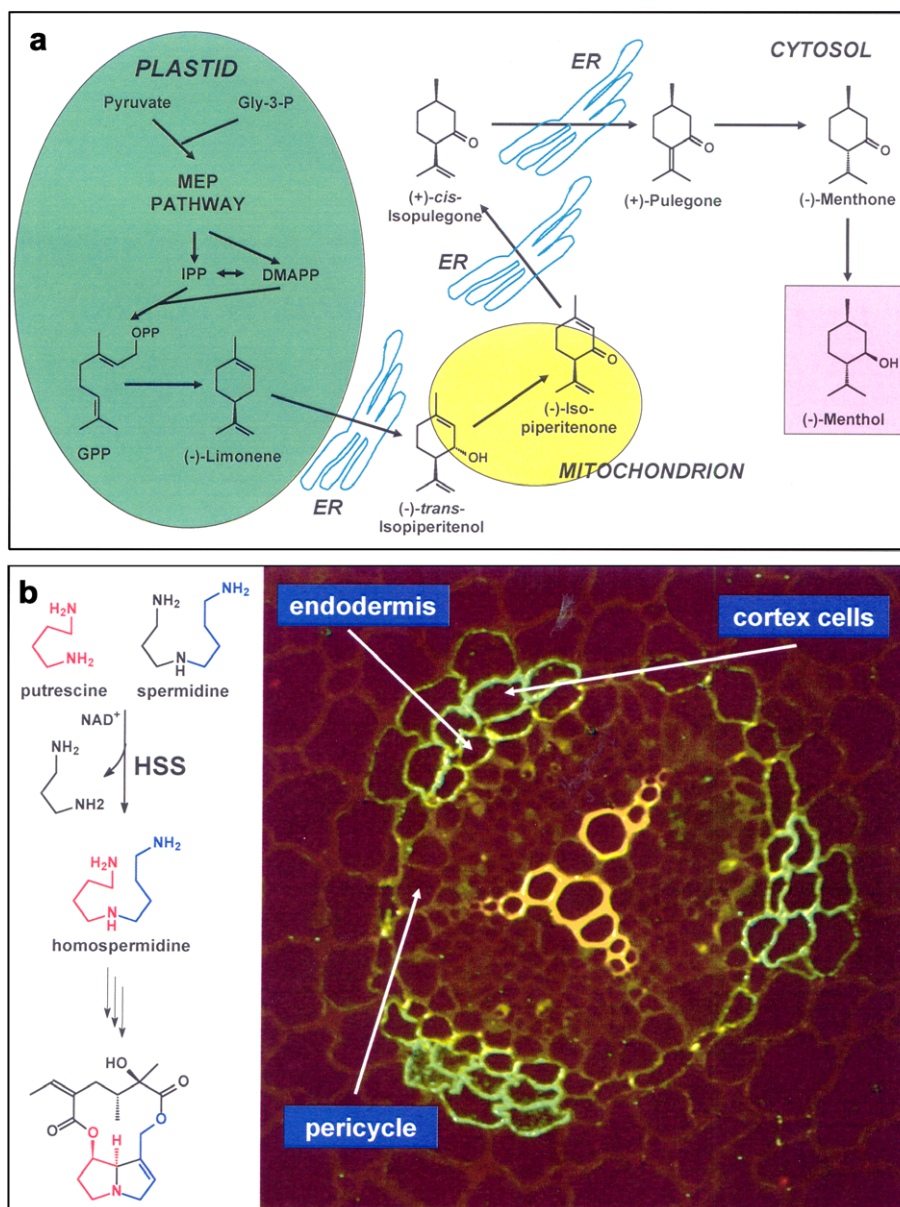 a
PLASTID
Pyruvate
Gly-3-P
MEP
PATHWAY
IPP
DMAPP
OPP
GPP
(-)-Limonene
ER
OH
(-)-trans-
Isopiperitenol
O
(-)-Iso-
piperitenone
MITOCHONDRION
ER
O
(+)-cis-
Isopulegone
ER
O
(+)-Pulegone
CYTOSOL
O
(-)-Menthone
OH
(-)-Menthol
b
H2N
NH2
putrescine
NH2
NH2
N
H
spermidine
NAD+
NH2
NH2
HSS
H2N
NH2
N
H
homospermidine
HO
O
O
O
O
H
N
endodermis
cortex cells
pericycle